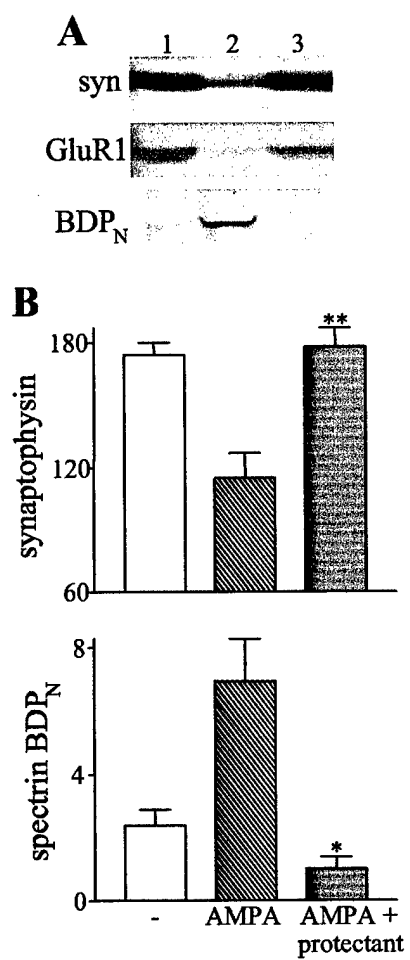 A
1 2 3
syn
GluR1
BDP_N
B
**
180
120
60
synaptophysin
8
4
0
spectrin BDP_N
*
- AMPA AMPA +
protectant